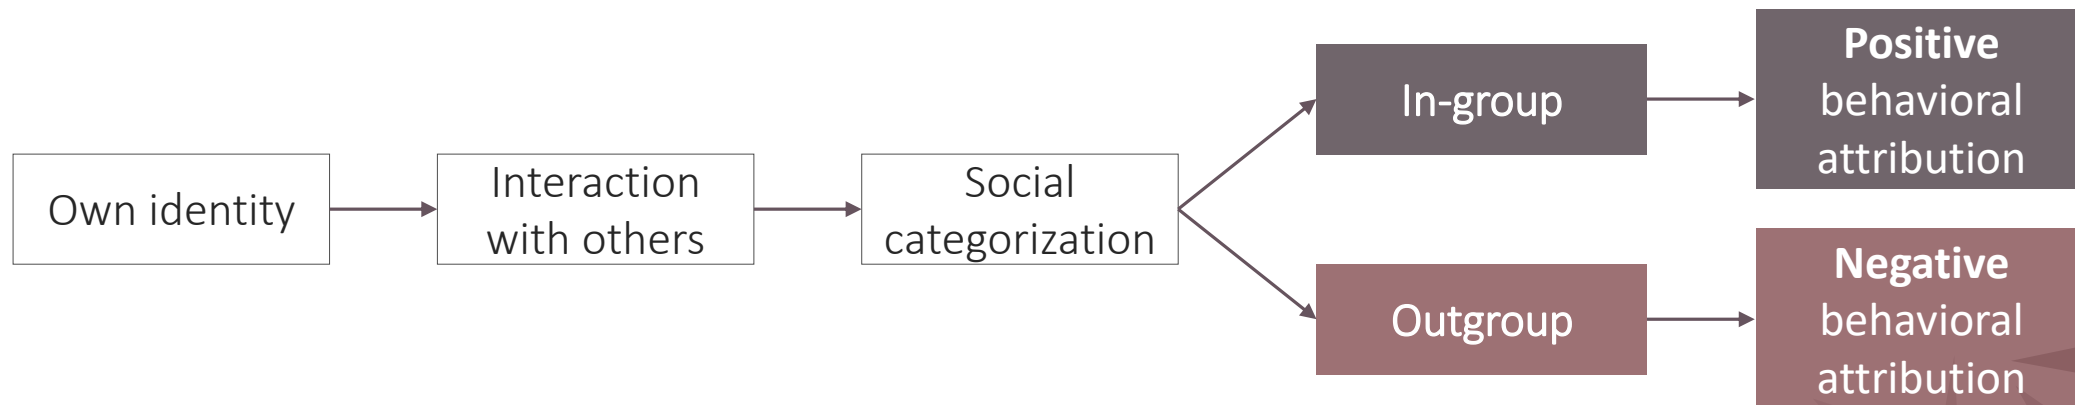 Own identity
Interaction
with others
Social
categorization
In-group
Positive
behavioral
attribution
Outgroup
Negative
behavioral
attribution